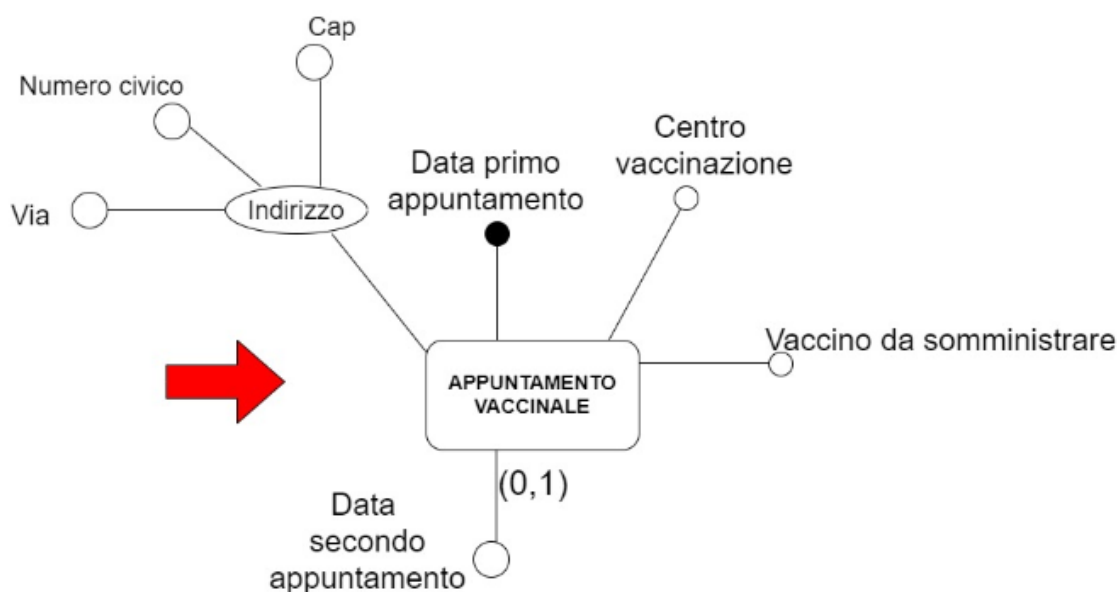 Cap
Numero civico
Via
Indirizzo
Data primo
appuntamento
Centro
vaccinazione
Vaccino da somministrare
APPUNTAMENTO
VACCINALE
(0,1)
Data
secondo
appuntamento